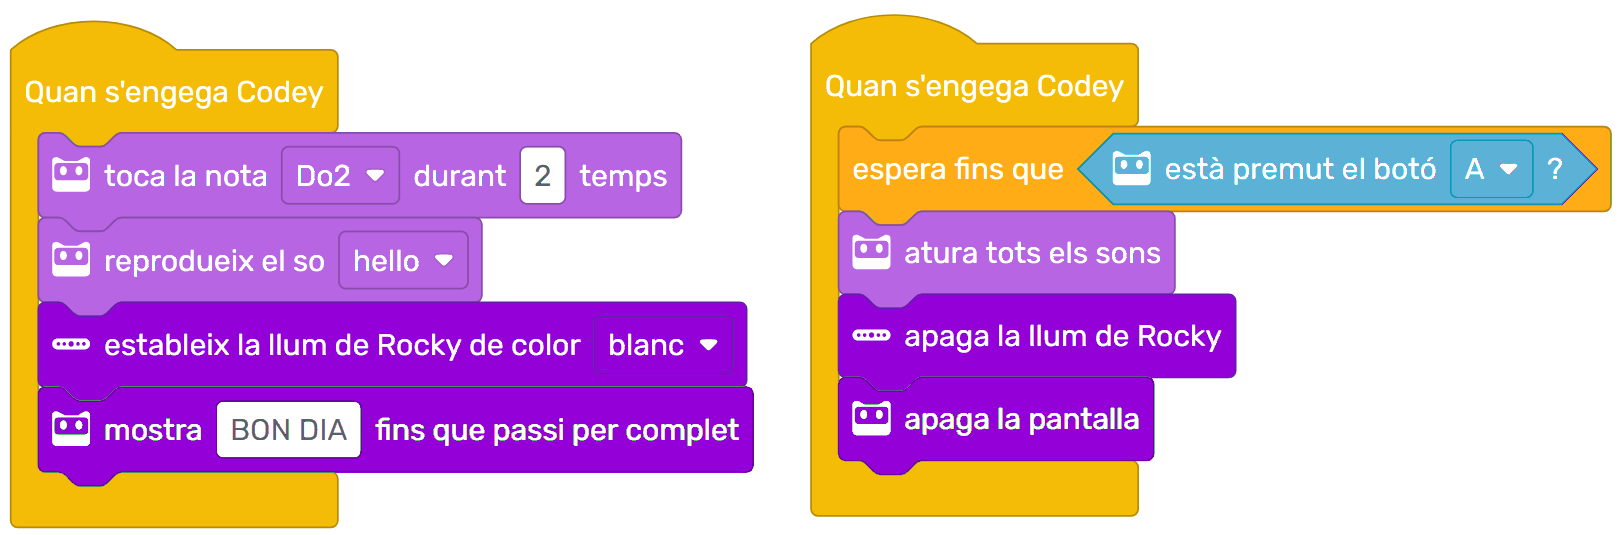 Quan s'engega Codey
toca la nota Do2 durant 2 temps
reprodueix el so hello
estableix la llum de Rocky de color blanc
mostra BON DIA fins que passi per complet
Quan s'engega Codey
espera fins que està premut el botó A ?
atura tots els sons
apaga la llum de Rocky
apaga la pantalla